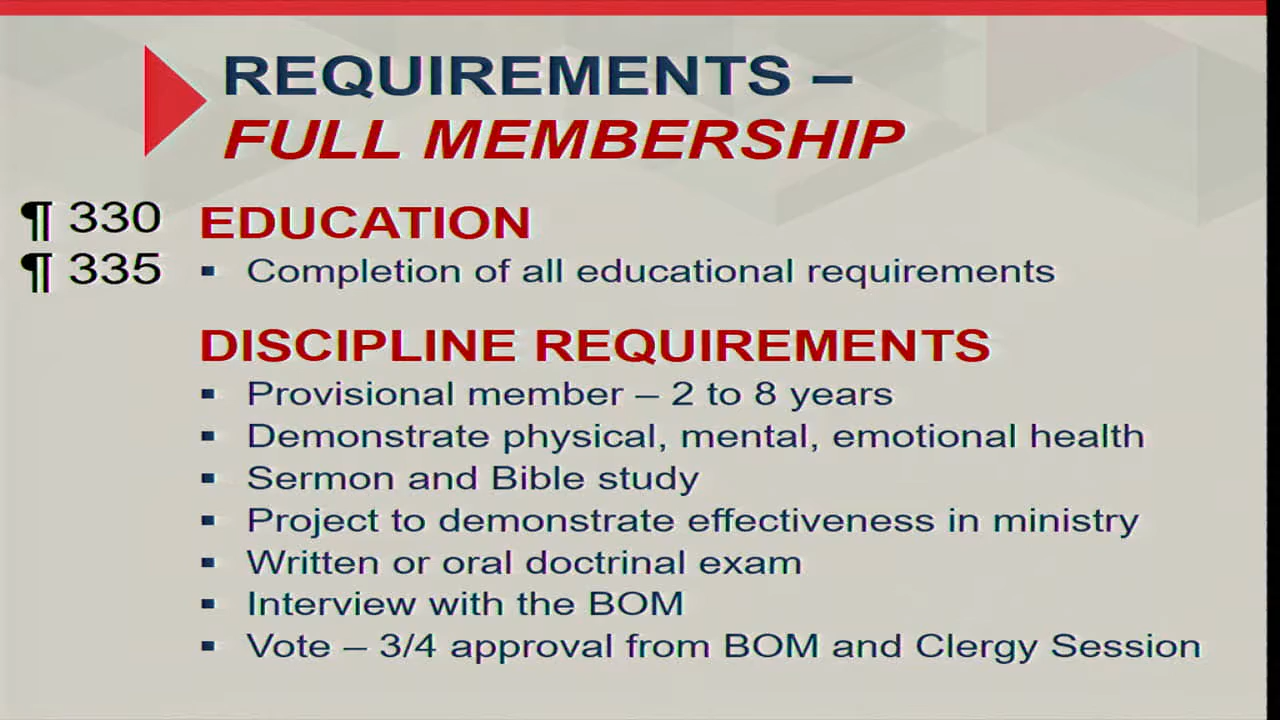 REQUIREMENTS –
FULL MEMBERSHIP
¶ 330
¶ 335
EDUCATION
▪ Completion of all educational requirements
DISCIPLINE REQUIREMENTS
▪ Provisional member – 2 to 8 years
▪ Demonstrate physical, mental, emotional health
▪ Sermon and Bible study
▪ Project to demonstrate effectiveness in ministry
▪ Written or oral doctrinal exam
▪ Interview with the BOM
▪ Vote – 3/4 approval from BOM and Clergy Session